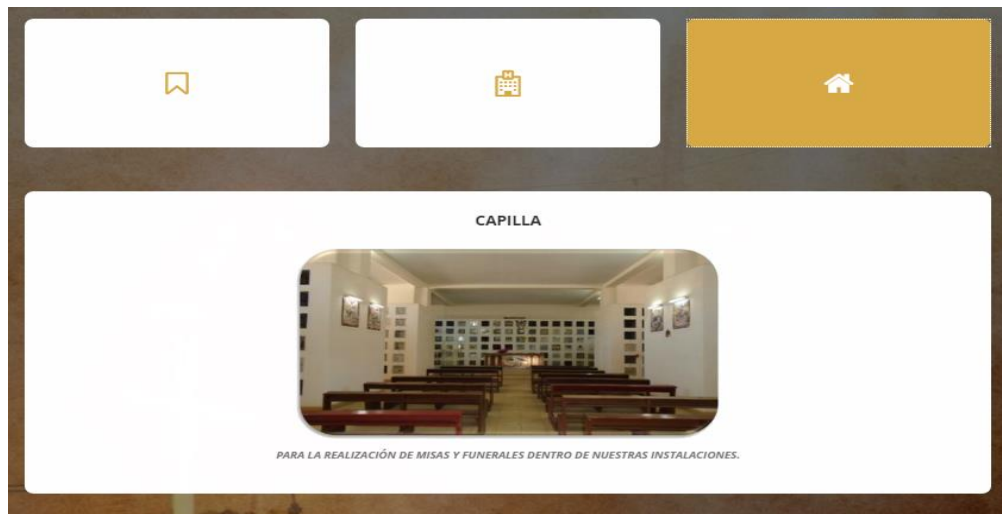 CAPILLA
PARA LA REALIZACIÓN DE MISAS Y FUNERALES DENTRO DE NUESTRAS INSTALACIONES.